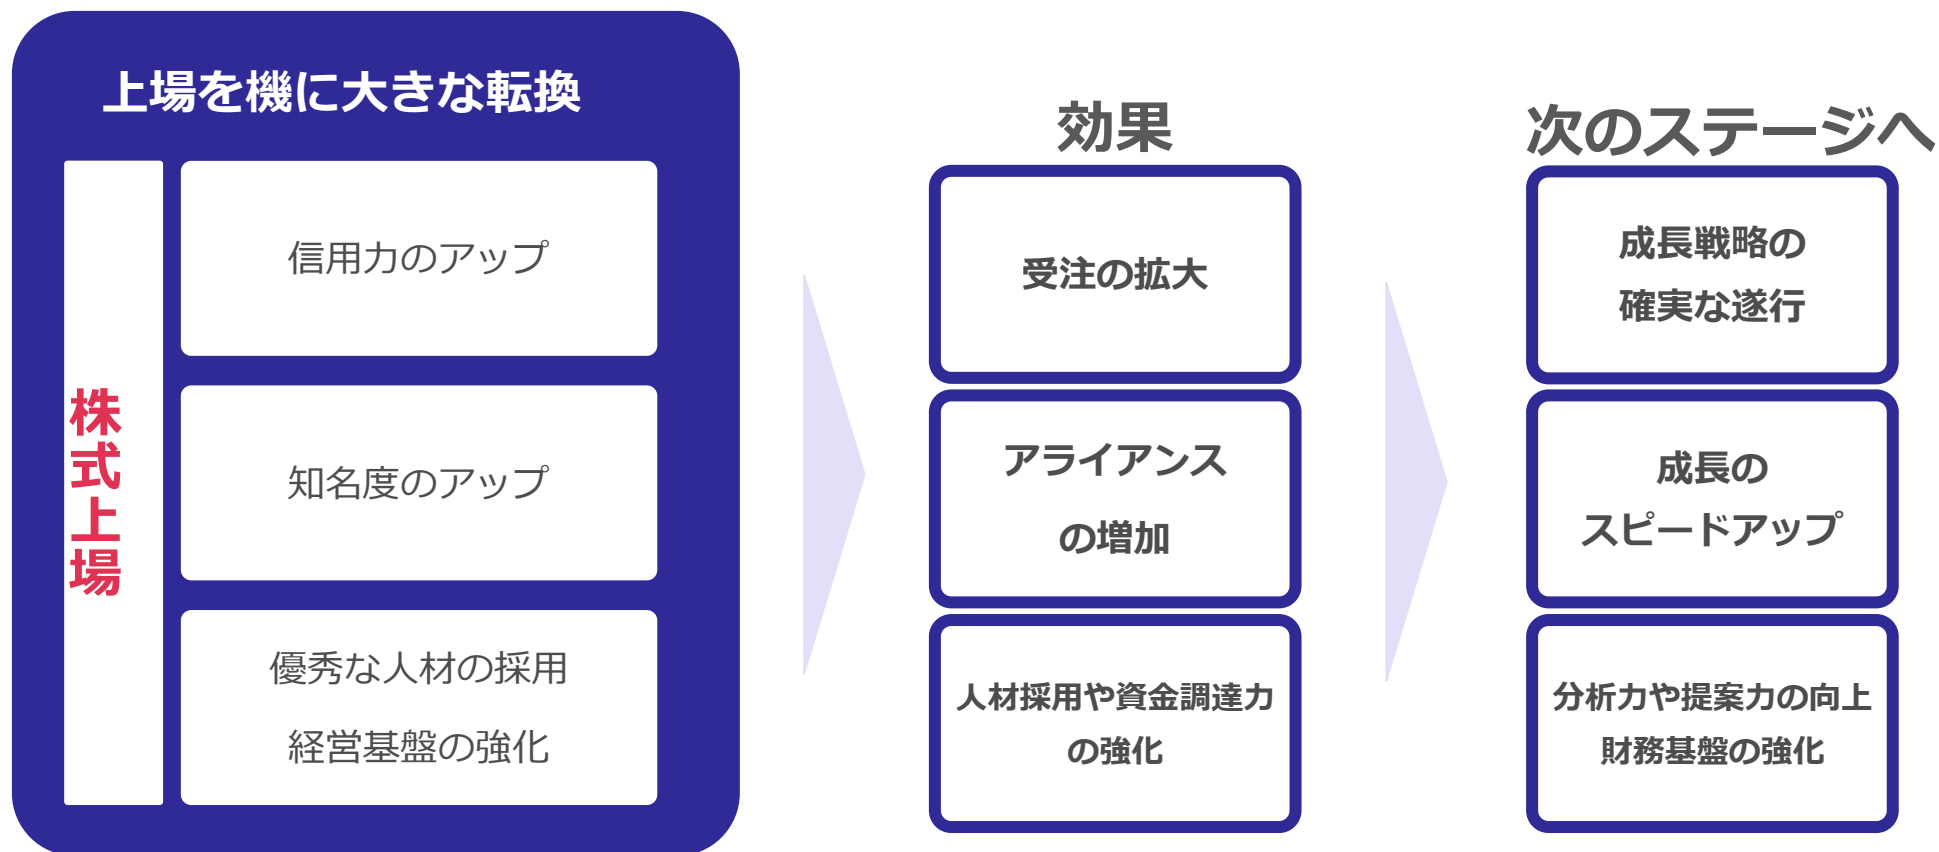 上場を機に大きな転換
株式上場
信用力のアップ
知名度のアップ
優秀な人材の採用
経営基盤の強化
効果
受注の拡大
アライアンス
の増加
人材採用や資金調達力
の強化
次のステージへ
成長戦略の
確実な遂行
成長の
スピードアップ
分析力や提案力の向上
財務基盤の強化